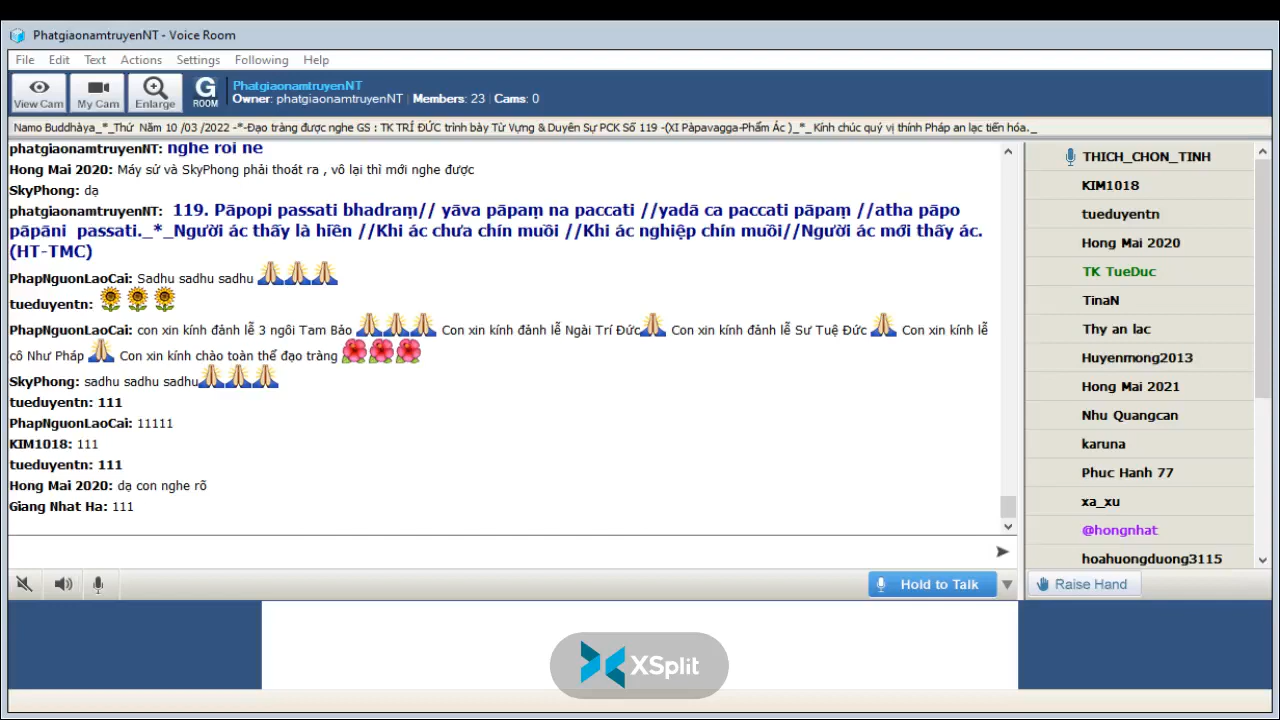 PhatgiaonamtruyenNT - Voice Room
File Edit Text Actions Settings Following Help
View Cam My Cam Enlarge G ROOM
PhatgiaonamtruyenNT
Owner: phatgiaonamtruyenNT | Members: 23 | Cams: 0
Namo Buddhàya_*_Thứ Năm 10 /03 /2022 -*-Đạo tràng được nghe GS : TK TRÍ ĐỨC trình bày Từ Vựng & Duyên Sự PCK Số 119 -(XI Pàpavagga-Phẩm Ác )_*_ Kính chúc quý vị thính Pháp an lạc tiến hóa._
phatgiaonamtruyenNT: nghe roi ne
Hong Mai 2020: Máy sử và SkyPhong phải thoát ra , vô lại thì mới nghe được
SkyPhong: dạ
phatgiaonamtruyenNT: 119. Pāpopi passati bhadraṃ// yāva pāpaṃ na paccati //yadā ca paccati pāpaṃ //atha pāpo
pāpāni passati._*_Người ác thấy là hiền //Khi ác chưa chín muồi //Khi ác nghiệp chín muồi//Người ác mới thấy ác.
(HT-TMC)
PhapNguonLaoCai: Sadhu sadhu sadhu
tueduyentn:
PhapNguonLaoCai: con xin kính đảnh lễ 3 ngôi Tam Bảo Con xin kính đảnh lễ Ngài Trí Đức Con xin kính đảnh lễ Sư Tuệ Đức Con xin kính lễ
cô Như Pháp Con xin kính chào toàn thể đạo tràng
SkyPhong: sadhu sadhu sadhu
tueduyentn: 111
PhapNguonLaoCai: 11111
KIM1018: 111
tueduyentn: 111
Hong Mai 2020: dạ con nghe rõ
Giang Nhat Ha: 111
THICH_CHON_TINH
KIM1018
tueduyentn
Hong Mai 2020
TK TueDuc
TinaN
Thy an lac
Huyenmong2013
Hong Mai 2021
Nhu Quangcan
karuna
Phuc Hanh 77
xa_xu
@hongnhat
hoahuongduong3115
Hold to Talk
Raise Hand
XSplit